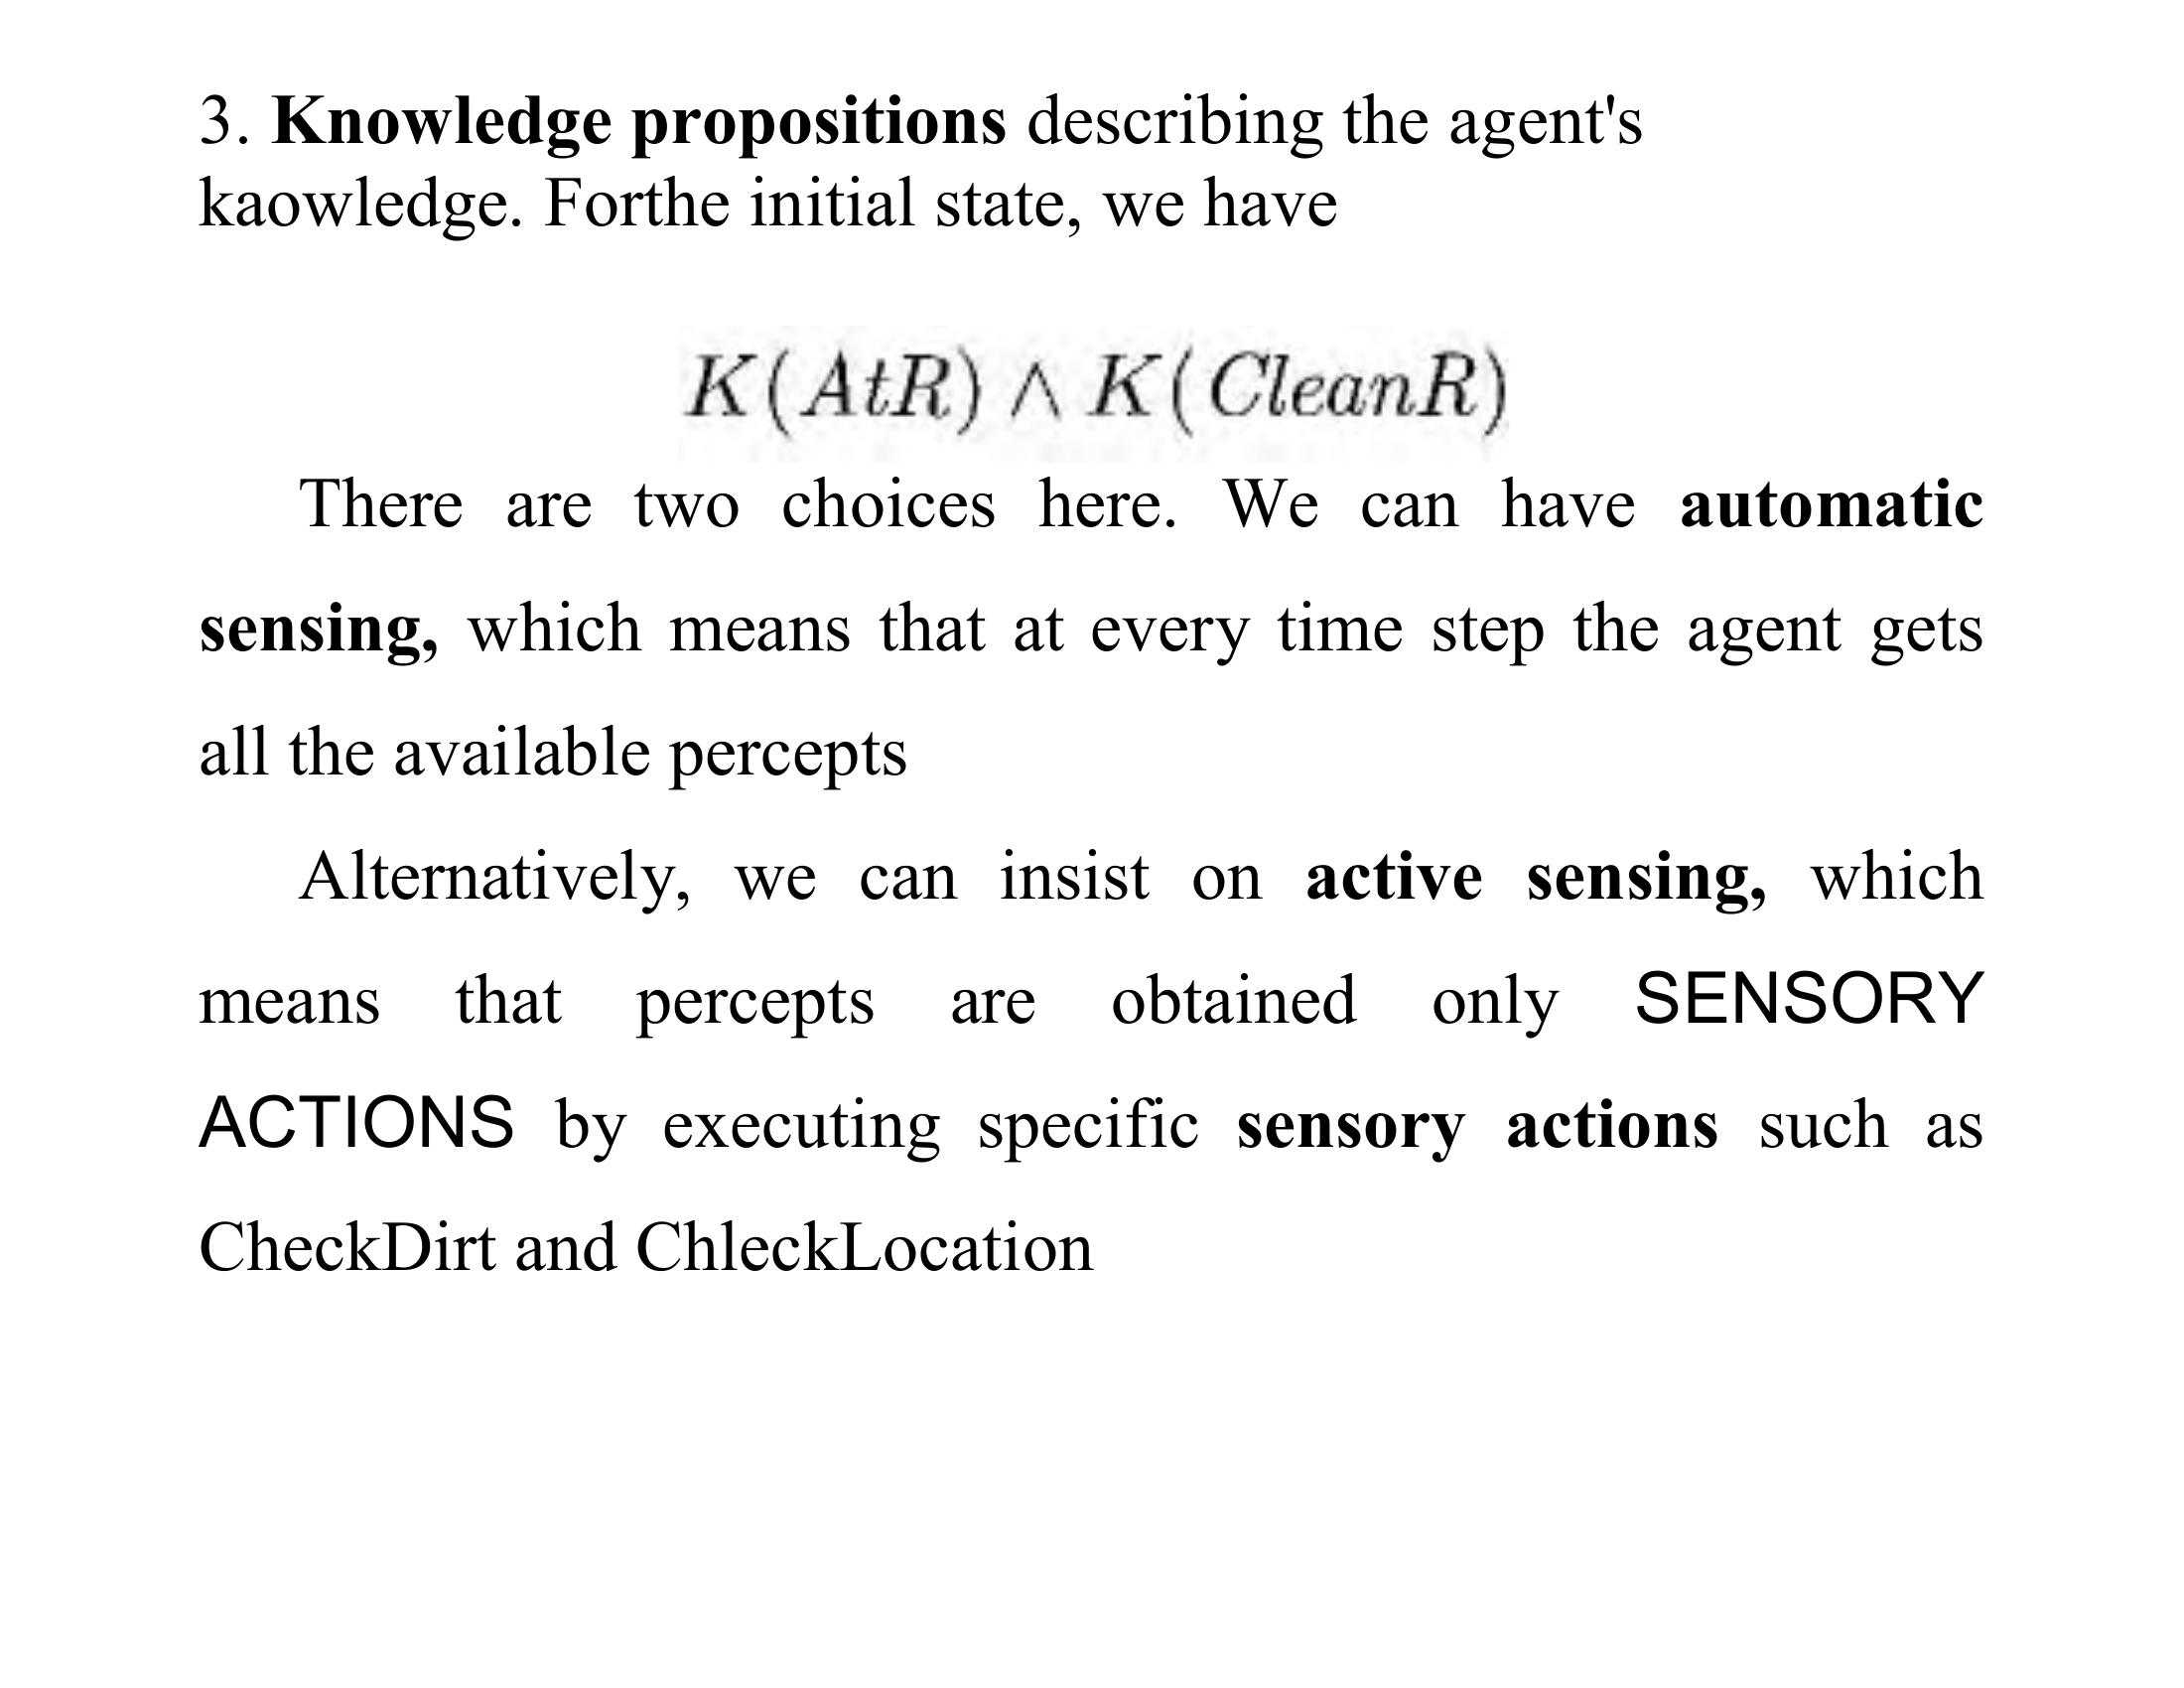 3. Knowledge propositions describing the agent's
kaowledge. Forthe initial state, we have
K(AtR) ∧ K(CleanR)
There are two choices here. We can have automatic
sensing, which means that at every time step the agent gets
all the available percepts
Alternatively, we can insist on active sensing, which
means that percepts are obtained only SENSORY
ACTIONS by executing specific sensory actions such as
CheckDirt and ChleckLocation